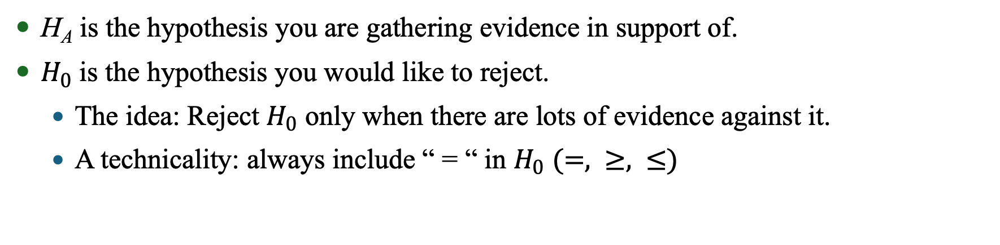 • H_A is the hypothesis you are gathering evidence in support of.
• H_0 is the hypothesis you would like to reject.
• The idea: Reject H_0 only when there are lots of evidence against it.
• A technicality: always include “ = “ in H_0 (=, ≥, ≤)